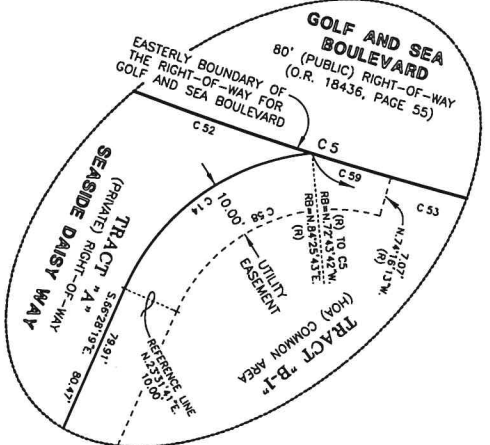 GOLF AND SEA
BOULEVARD
80' (PUBLIC) RIGHT-OF-WAY
(O.R. 18436, PAGE 55)
EASTERLY BOUNDARY OF
THE RIGHT-OF-WAY FOR
GOLF AND SEA BOULEVARD
C 52
C 5
C 59
C 53
C14
10.00'
C 58
UTILITY
EASEMENT
(R) TO C5
RB=N.72°43'42"W.
RB=N.84°25'43"E.
(R)
7.07'
N.74°16'13"W.
(R)
TRACT "B-1"
(HOA) COMMON AREA
TRACT "A"
(PRIVATE) RIGHT-OF-WAY
SEASIDE DAISY WAY
S.66°28'19"E.
79.91'
80.47'
REFERENCE LINE
N.23°31'41"E.
10.00'